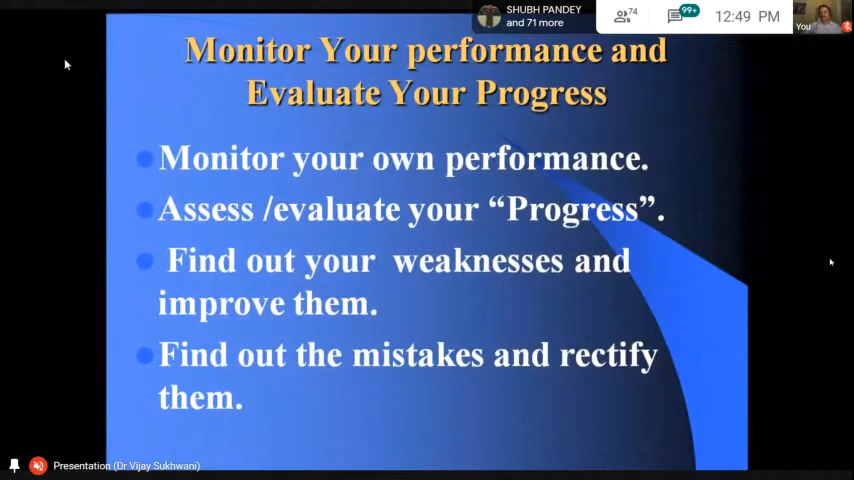 SHUBH PANDEY
and 71 more
74
99+
12:49 PM
You
Monitor Your performance and
Evaluate Your Progress
Monitor your own performance.
Assess /evaluate your “Progress”.
Find out your weaknesses and
improve them.
Find out the mistakes and rectify
them.
Presentation (Dr Vijay Sukhwani)